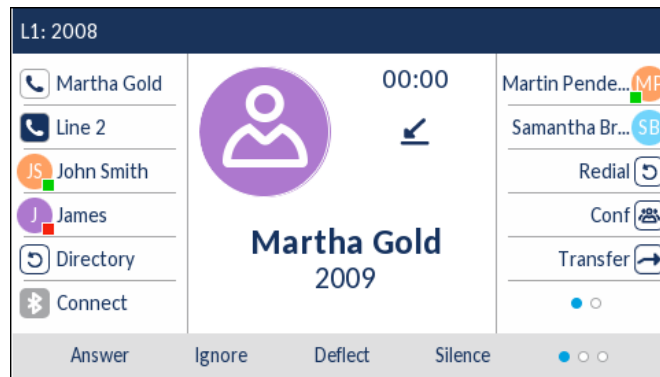 L1: 2008
Martha Gold
Line 2
JS John Smith
J James
Directory
Connect
00:00
Martha Gold
2009
Martin Pende... MP
Samantha Br... SB
Redial
Conf
Transfer
Answer Ignore Deflect Silence